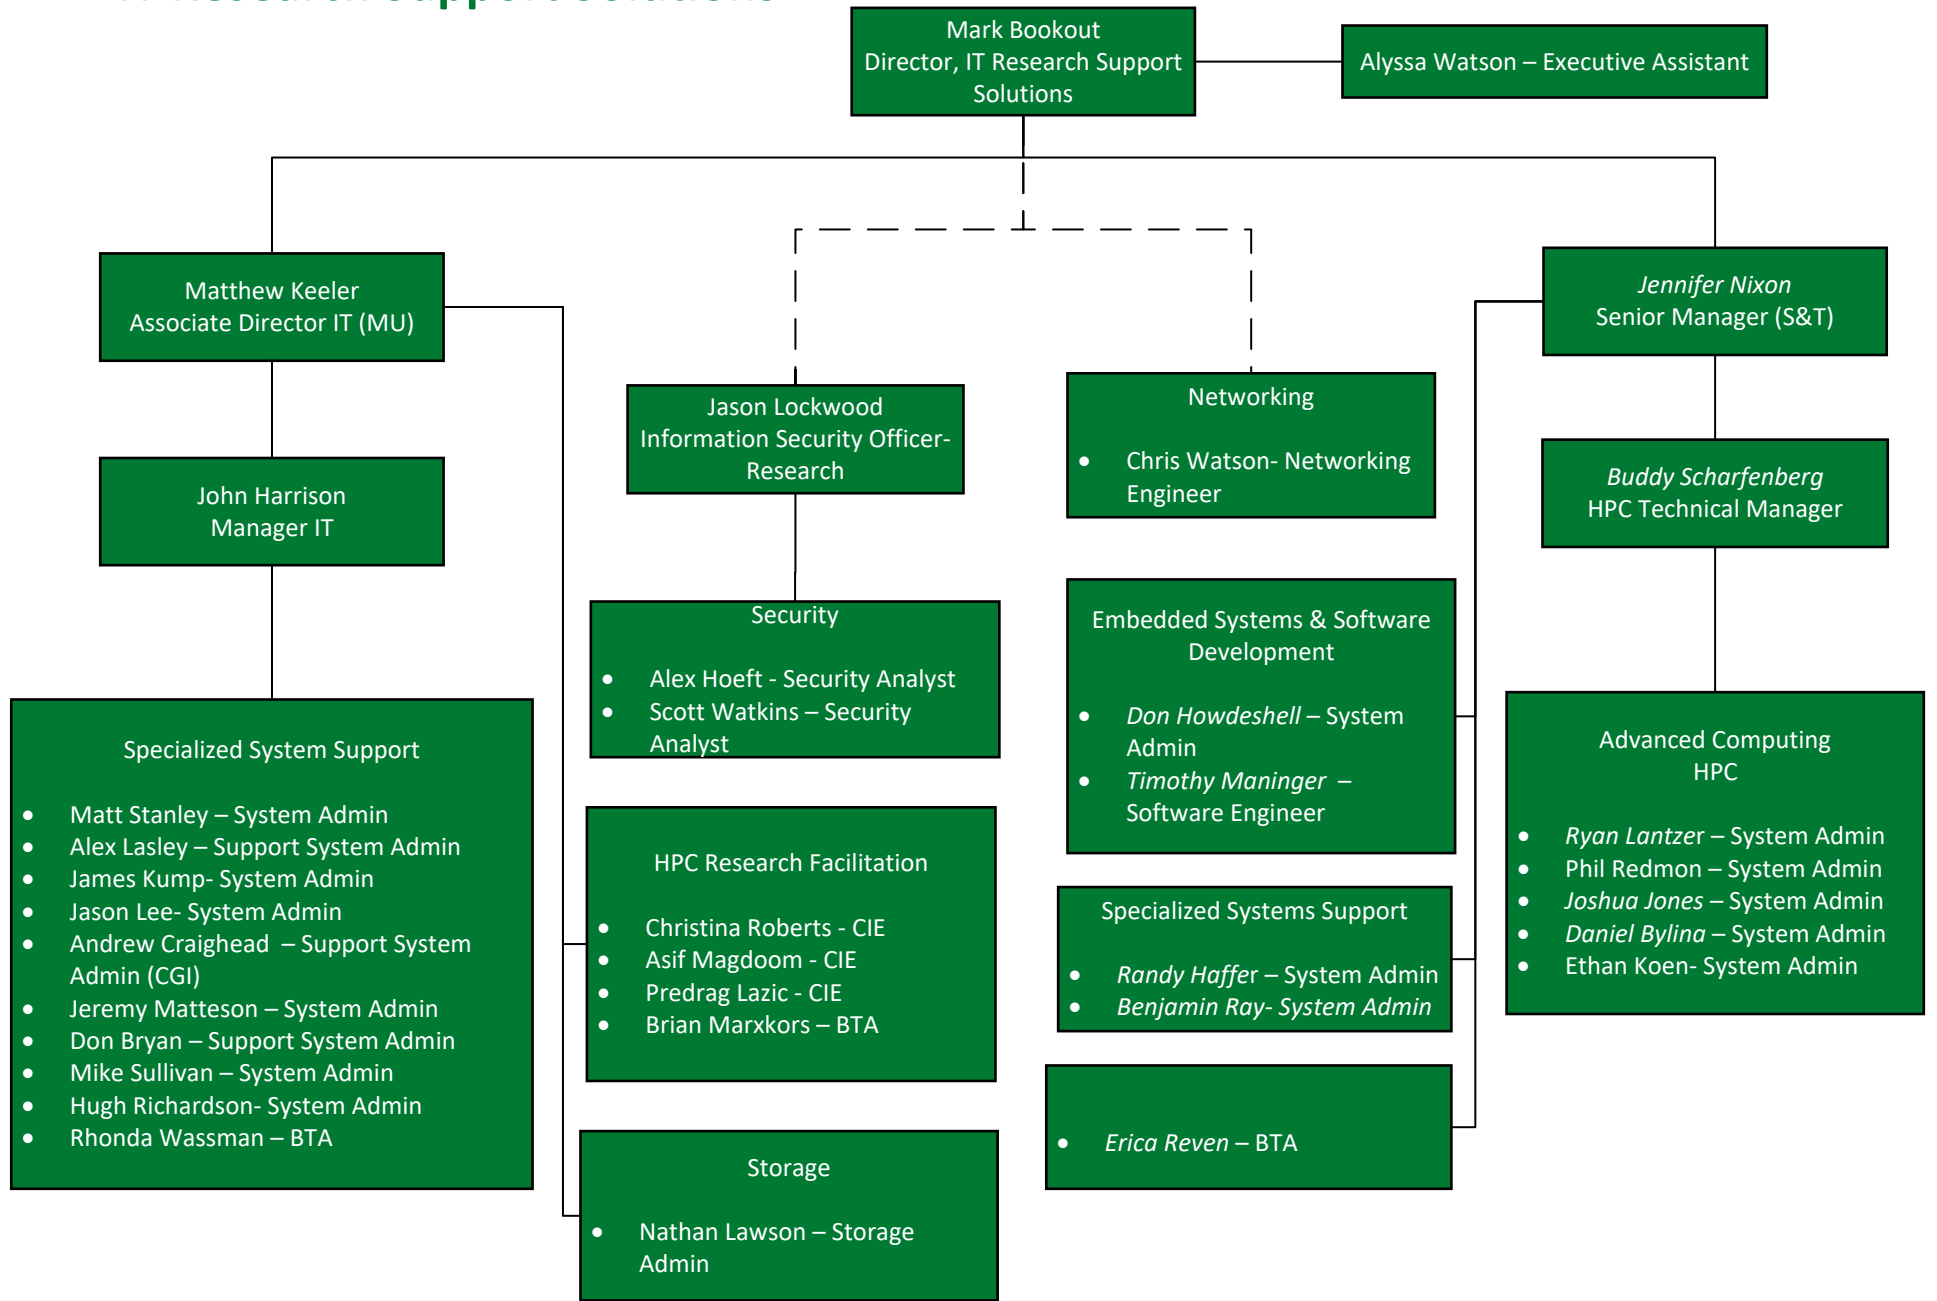 Research Support Solutions
Mark Bookout
Director, IT Research Support
Solutions
Alyssa Watson – Executive Assistant
Matthew Keeler
Associate Director IT (MU)
Jennifer Nixon
Senior Manager (S&T)
Jason Lockwood
Information Security Officer-
Research
Networking
• Chris Watson- Networking
Engineer
John Harrison
Manager IT
Buddy Scharfenberg
HPC Technical Manager
Security
• Alex Hoeft - Security Analyst
• Scott Watkins – Security
Analyst
Embedded Systems & Software
Development
• Don Howdeshell – System
Admin
• Timothy Maninger –
Software Engineer
Specialized System Support
• Matt Stanley – System Admin
• Alex Lasley – Support System Admin
• James Kump- System Admin
• Jason Lee- System Admin
• Andrew Craighead – Support System
Admin (CGI)
• Jeremy Matteson – System Admin
• Don Bryan – Support System Admin
• Mike Sullivan – System Admin
• Hugh Richardson- System Admin
• Rhonda Wassman – BTA
HPC Research Facilitation
• Christina Roberts - CIE
• Asif Magdoom - CIE
• Predrag Lazic - CIE
• Brian Marxkors – BTA
Specialized Systems Support
• Randy Haffer – System Admin
• Benjamin Ray- System Admin
Advanced Computing
HPC
• Ryan Lantzer – System Admin
• Phil Redmon – System Admin
• Joshua Jones – System Admin
• Daniel Bylina – System Admin
• Ethan Koen- System Admin
• Erica Reven – BTA
Storage
• Nathan Lawson – Storage
Admin